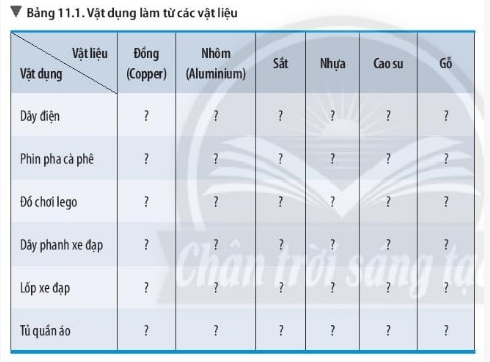 ▼ Bảng 11.1. Vật dụng làm từ các vật liệu
Vật liệu
Vật dụng
Đồng (Copper)
Nhôm (Aluminium)
Sắt
Nhựa
Cao su
Gỗ
Dây điện ? ? ? ? ? ?
Phin pha cà phê ? ? ? ? ? ?
Đồ chơi lego ? ? ? ? ? ?
Dây phanh xe đạp ? ? ? ? ? ?
Lốp xe đạp ? ? ? ? ? ?
Tủ quần áo ? ? ? ? ? ?
Chân trời sáng tạo